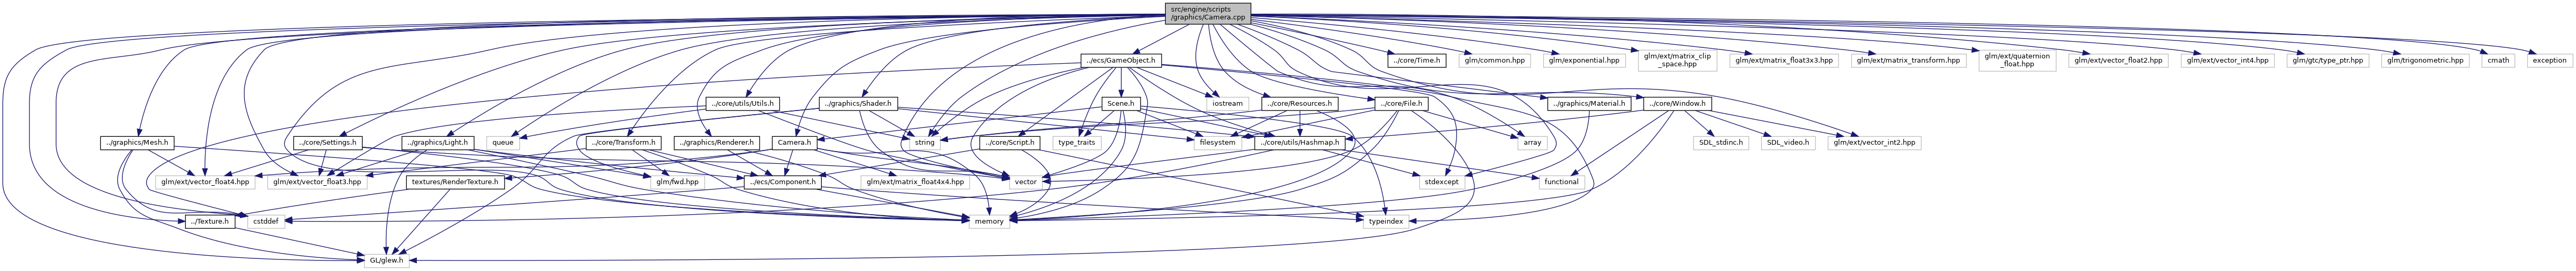 src/engine/scripts
/graphics/Camera.cpp
../ecs/GameObject.h
../core/Time.h
glm/common.hpp
glm/exponential.hpp
glm/ext/matrix_clip
_space.hpp
glm/ext/matrix_float3x3.hpp
glm/ext/matrix_transform.hpp
glm/ext/quaternion
_float.hpp
glm/ext/vector_float2.hpp
glm/ext/vector_int4.hpp
glm/gtc/type_ptr.hpp
glm/trigonometric.hpp
cmath
exception
../core/utils/Utils.h
../graphics/Shader.h
Scene.h
iostream
../core/Resources.h
../core/File.h
../graphics/Material.h
../core/Window.h
../graphics/Mesh.h
../core/Settings.h
../graphics/Light.h
queue
../core/Transform.h
../graphics/Renderer.h
Camera.h
string
../core/Script.h
type_traits
filesystem
../core/utils/Hashmap.h
array
SDL_stdinc.h
SDL_video.h
glm/ext/vector_int2.hpp
glm/ext/vector_float4.hpp
glm/ext/vector_float3.hpp
textures/RenderTexture.h
glm/fwd.hpp
../ecs/Component.h
glm/ext/matrix_float4x4.hpp
vector
stdexcept
functional
../Texture.h
cstddef
memory
typeindex
GL/glew.h